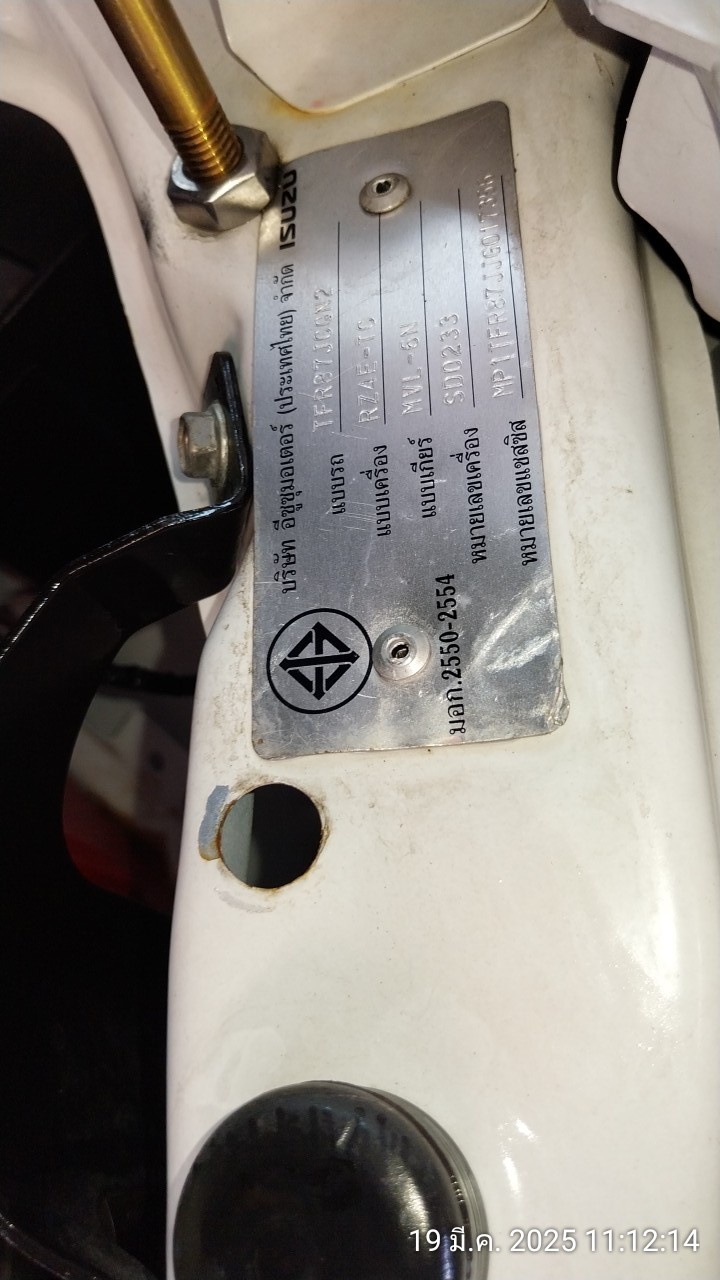 บริษัท อีซูซุมอเตอร์ (ประเทศไทย) จำกัด ISUZU
แบบรถ TFR87JCGN2
แบบเครื่อง RZ4E-TC
แบบเกียร์ MVL-6N
หมายเลขเครื่อง SD0233
หมายเลขแชสซิส
มอก.2550-2554
19 มี.ค. 2025 11:12:14